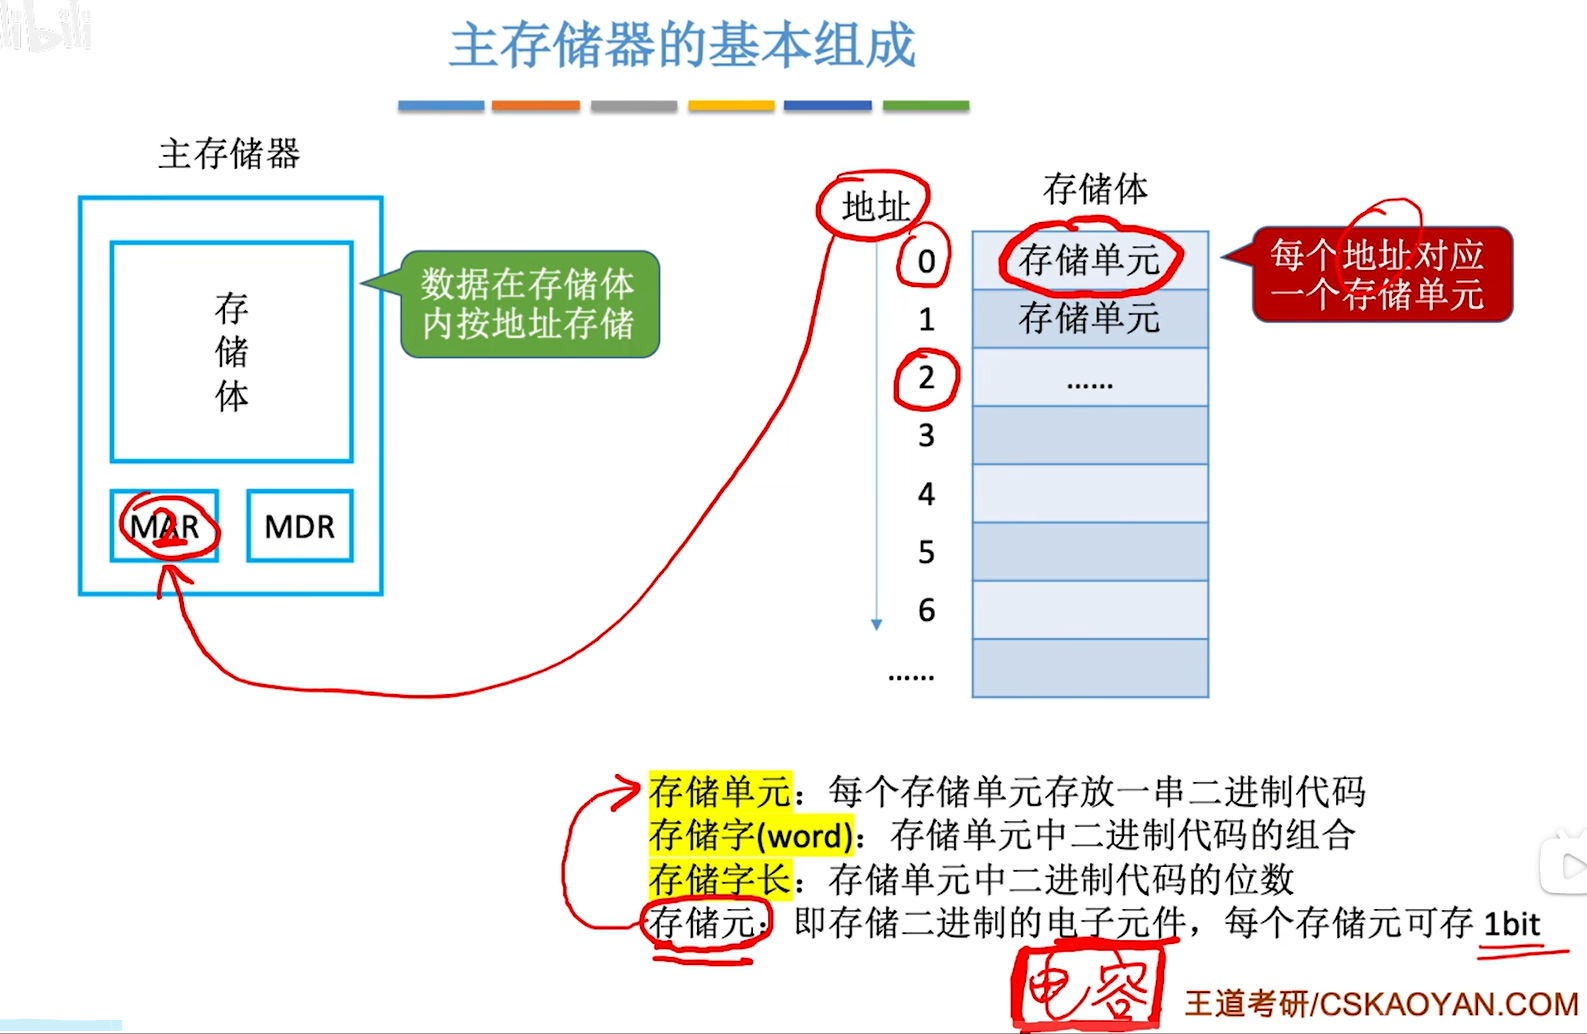 bilibili
主存储器的基本组成
主存储器
存
储
体
MAR
2
MDR
数据在存储体
内按地址存储
地址
存储体
0
存储单元
1
存储单元
2
......
3
4
5
6
......
每个地址对应
一个存储单元
存储单元：每个存储单元存放一串二进制代码
存储字(word)：存储单元中二进制代码的组合
存储字长：存储单元中二进制代码的位数
存储元：即存储二进制的电子元件，每个存储元可存 1bit
电容
王道考研/CSKAOYAN.COM